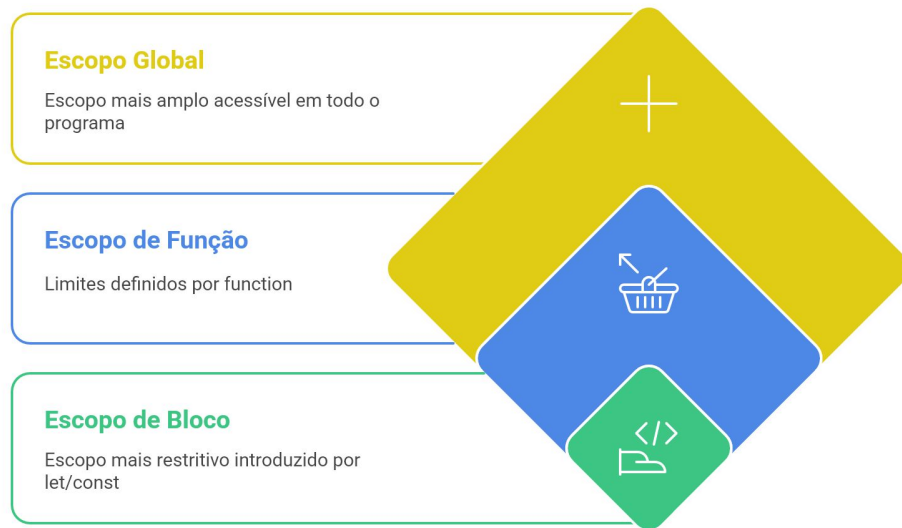 Escopo Global
Escopo mais amplo acessível em todo o
programa
Escopo de Função
Limites definidos por function
Escopo de Bloco
Escopo mais restritivo introduzido por
let/const